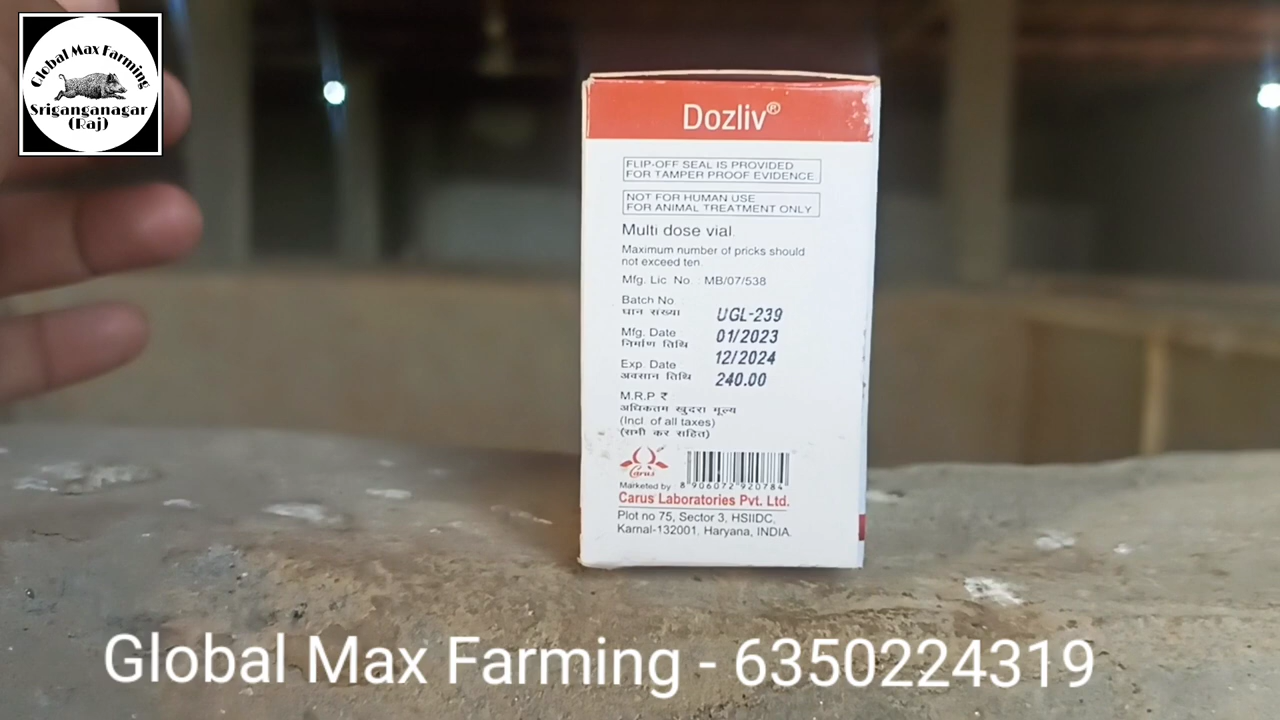 Global Max Farming
Sriganganagar
(Raj)
Dozliv®
FLIP-OFF SEAL IS PROVIDED
FOR TAMPER PROOF EVIDENCE
NOT FOR HUMAN USE
FOR ANIMAL TREATMENT ONLY
Multi dose vial.
Maximum number of pricks should
not exceed ten.
Mfg. Lic. No. : MB/07/538
Batch No.
घान संख्या
UGL-239
Mfg. Date
निर्माण तिथि
01/2023
Exp. Date
अवसान तिथि
12/2024
240.00
M.R.P ₹
अधिकतम खुदरा मूल्य
(Incl. of all taxes)
(सभी कर सहित)
Carus
8 906072 920784
Marketed by :
Carus Laboratories Pvt. Ltd.
Plot no 75, Sector 3, HSIIDC,
Karnal-132001, Haryana, INDIA.
Global Max Farming - 6350224319